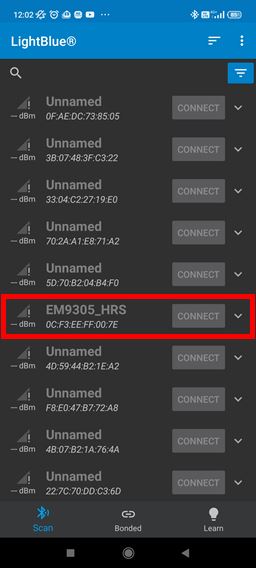 12:02
LightBlue®
Unnamed
--- dBm 0F,AE:DC:73:85:05 CONNECT
Unnamed
--- dBm 3B:07:48:3F:C3:22 CONNECT
Unnamed
--- dBm 33:04:C2:27:19:E0 CONNECT
Unnamed
--- dBm 70:2A:A1:E8:71:A2 CONNECT
Unnamed
--- dBm 5D:70:B2:04:B4:F0 CONNECT
EM9305_HRS
--- dBm 0C:F3:EE:FF:00:7E CONNECT
Unnamed
--- dBm 4D:59:44:B2:1E:A2 CONNECT
Unnamed
--- dBm F8:E0:47:B7:72:A8 CONNECT
Unnamed
--- dBm 4B:07:B2:1A:76:4A CONNECT
Unnamed
--- dBm 22:7C:70:DD:C3:6D CONNECT
Scan Bonded Learn